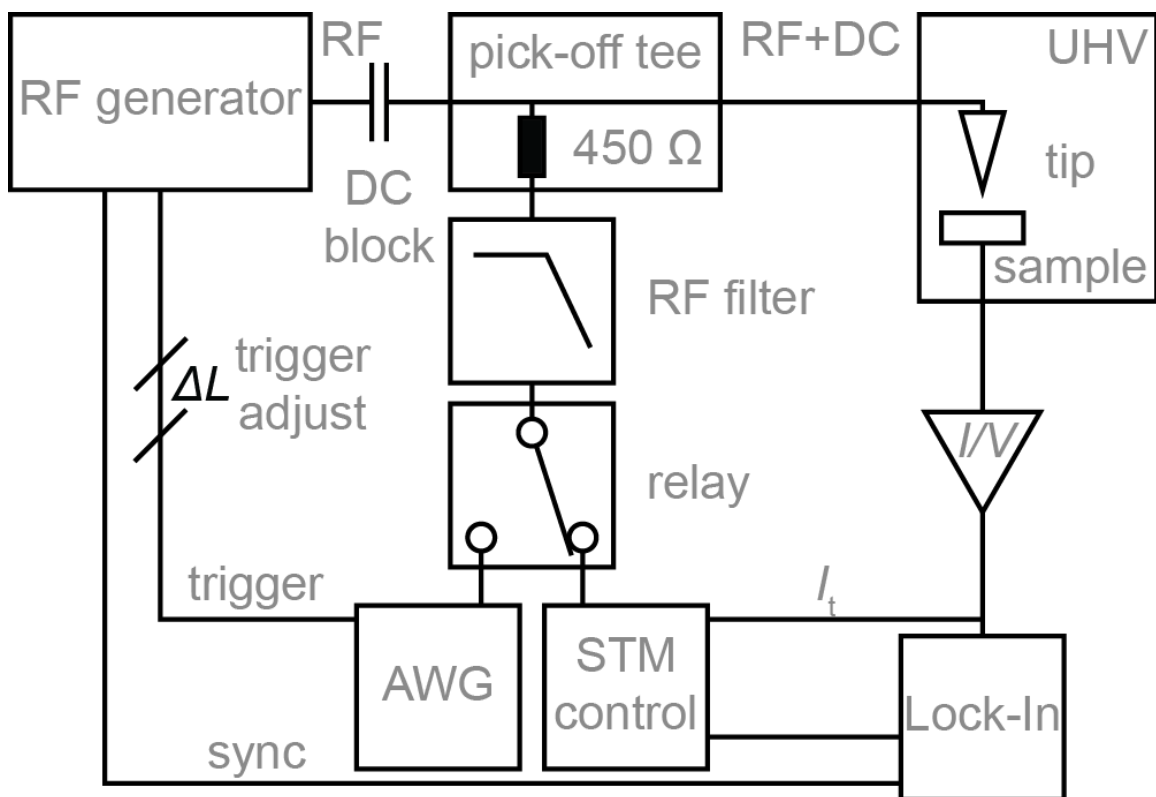 RF
RF generator
DC
block
pick-off tee
450 Ω
RF+DC
UHV
tip
sample
RF filter
ΔL
trigger
adjust
relay
I/V
trigger
It
AWG
STM
control
Lock-In
sync